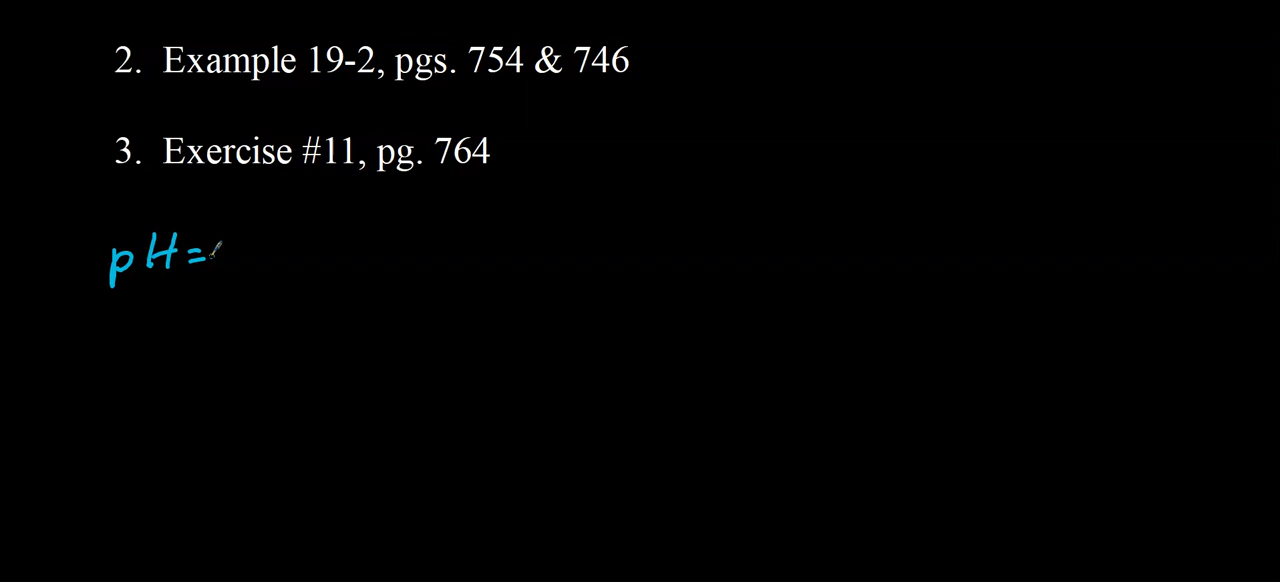 2. Example 19-2, pgs. 754 & 746
3. Exercise #11, pg. 764
pH=